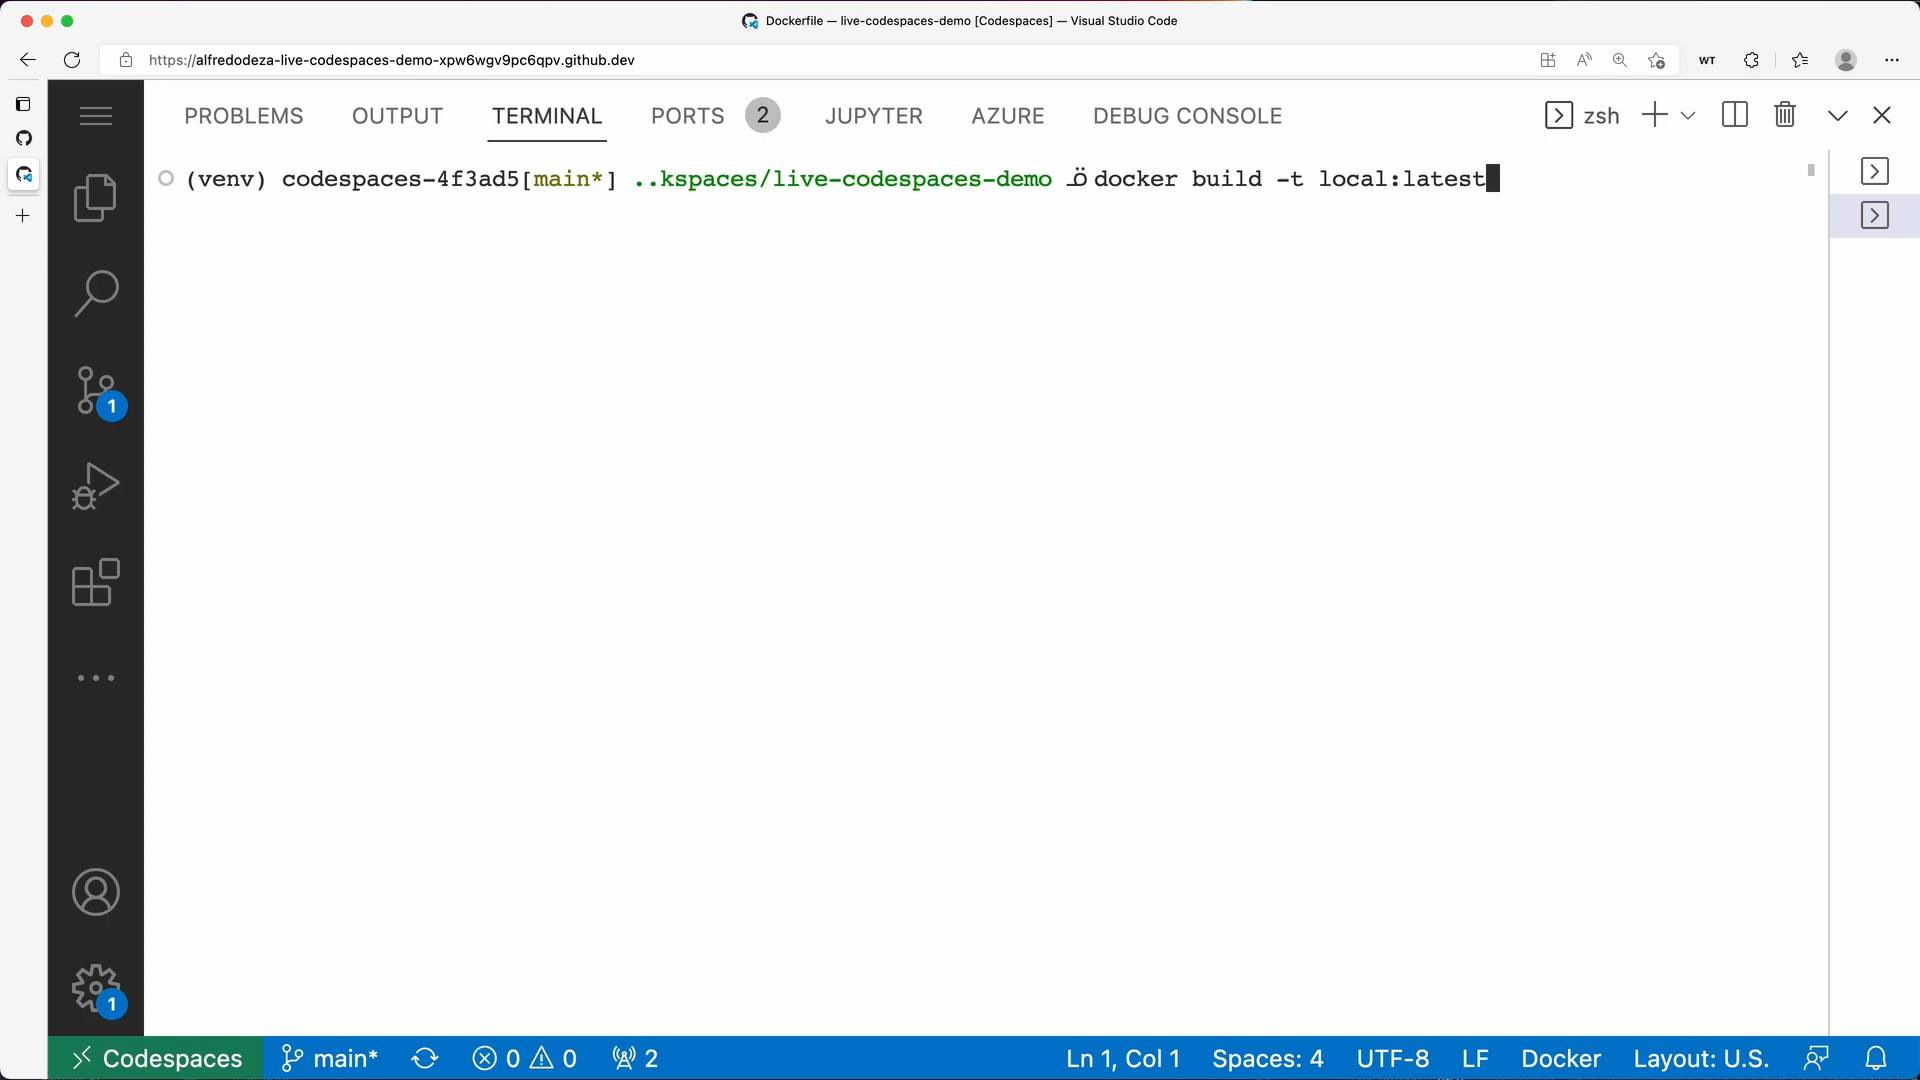 Dockerfile — live-codespaces-demo [Codespaces] — Visual Studio Code
https://alfredodeza-live-codespaces-demo-xpw6wgv9pc6qpv.github.dev
WT
PROBLEMS OUTPUT TERMINAL PORTS 2 JUPYTER AZURE DEBUG CONSOLE zsh
(venv) codespaces-4f3ad5[main*] ..kspaces/live-codespaces-demo ـö docker build -t local:latest
1
1
Codespaces main* 0 0 2 Ln 1, Col 1 Spaces: 4 UTF-8 LF Docker Layout: U.S.